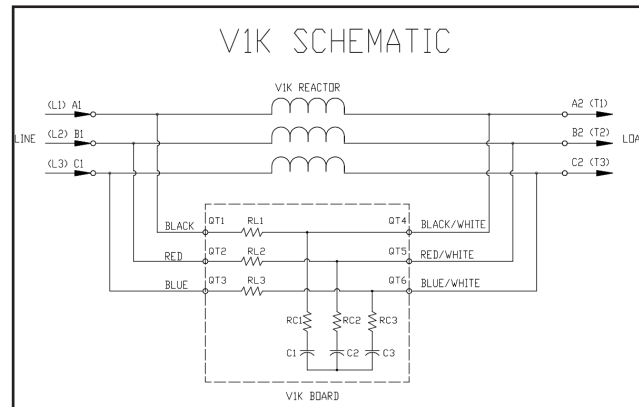 V1K SCHEMATIC
V1K REACTOR
(L1) A1
A2 (T1)
LINE
(L2) B1
B2 (T2)
LOA
(L3) C1
C2 (T3)
BLACK
QT1
RL1
QT4
BLACK/WHITE
RED
QT2
RL2
QT5
RED/WHITE
BLUE
QT3
RL3
QT6
BLUE/WHITE
RC1
RC2
RC3
C1
C2
C3
V1K BOARD